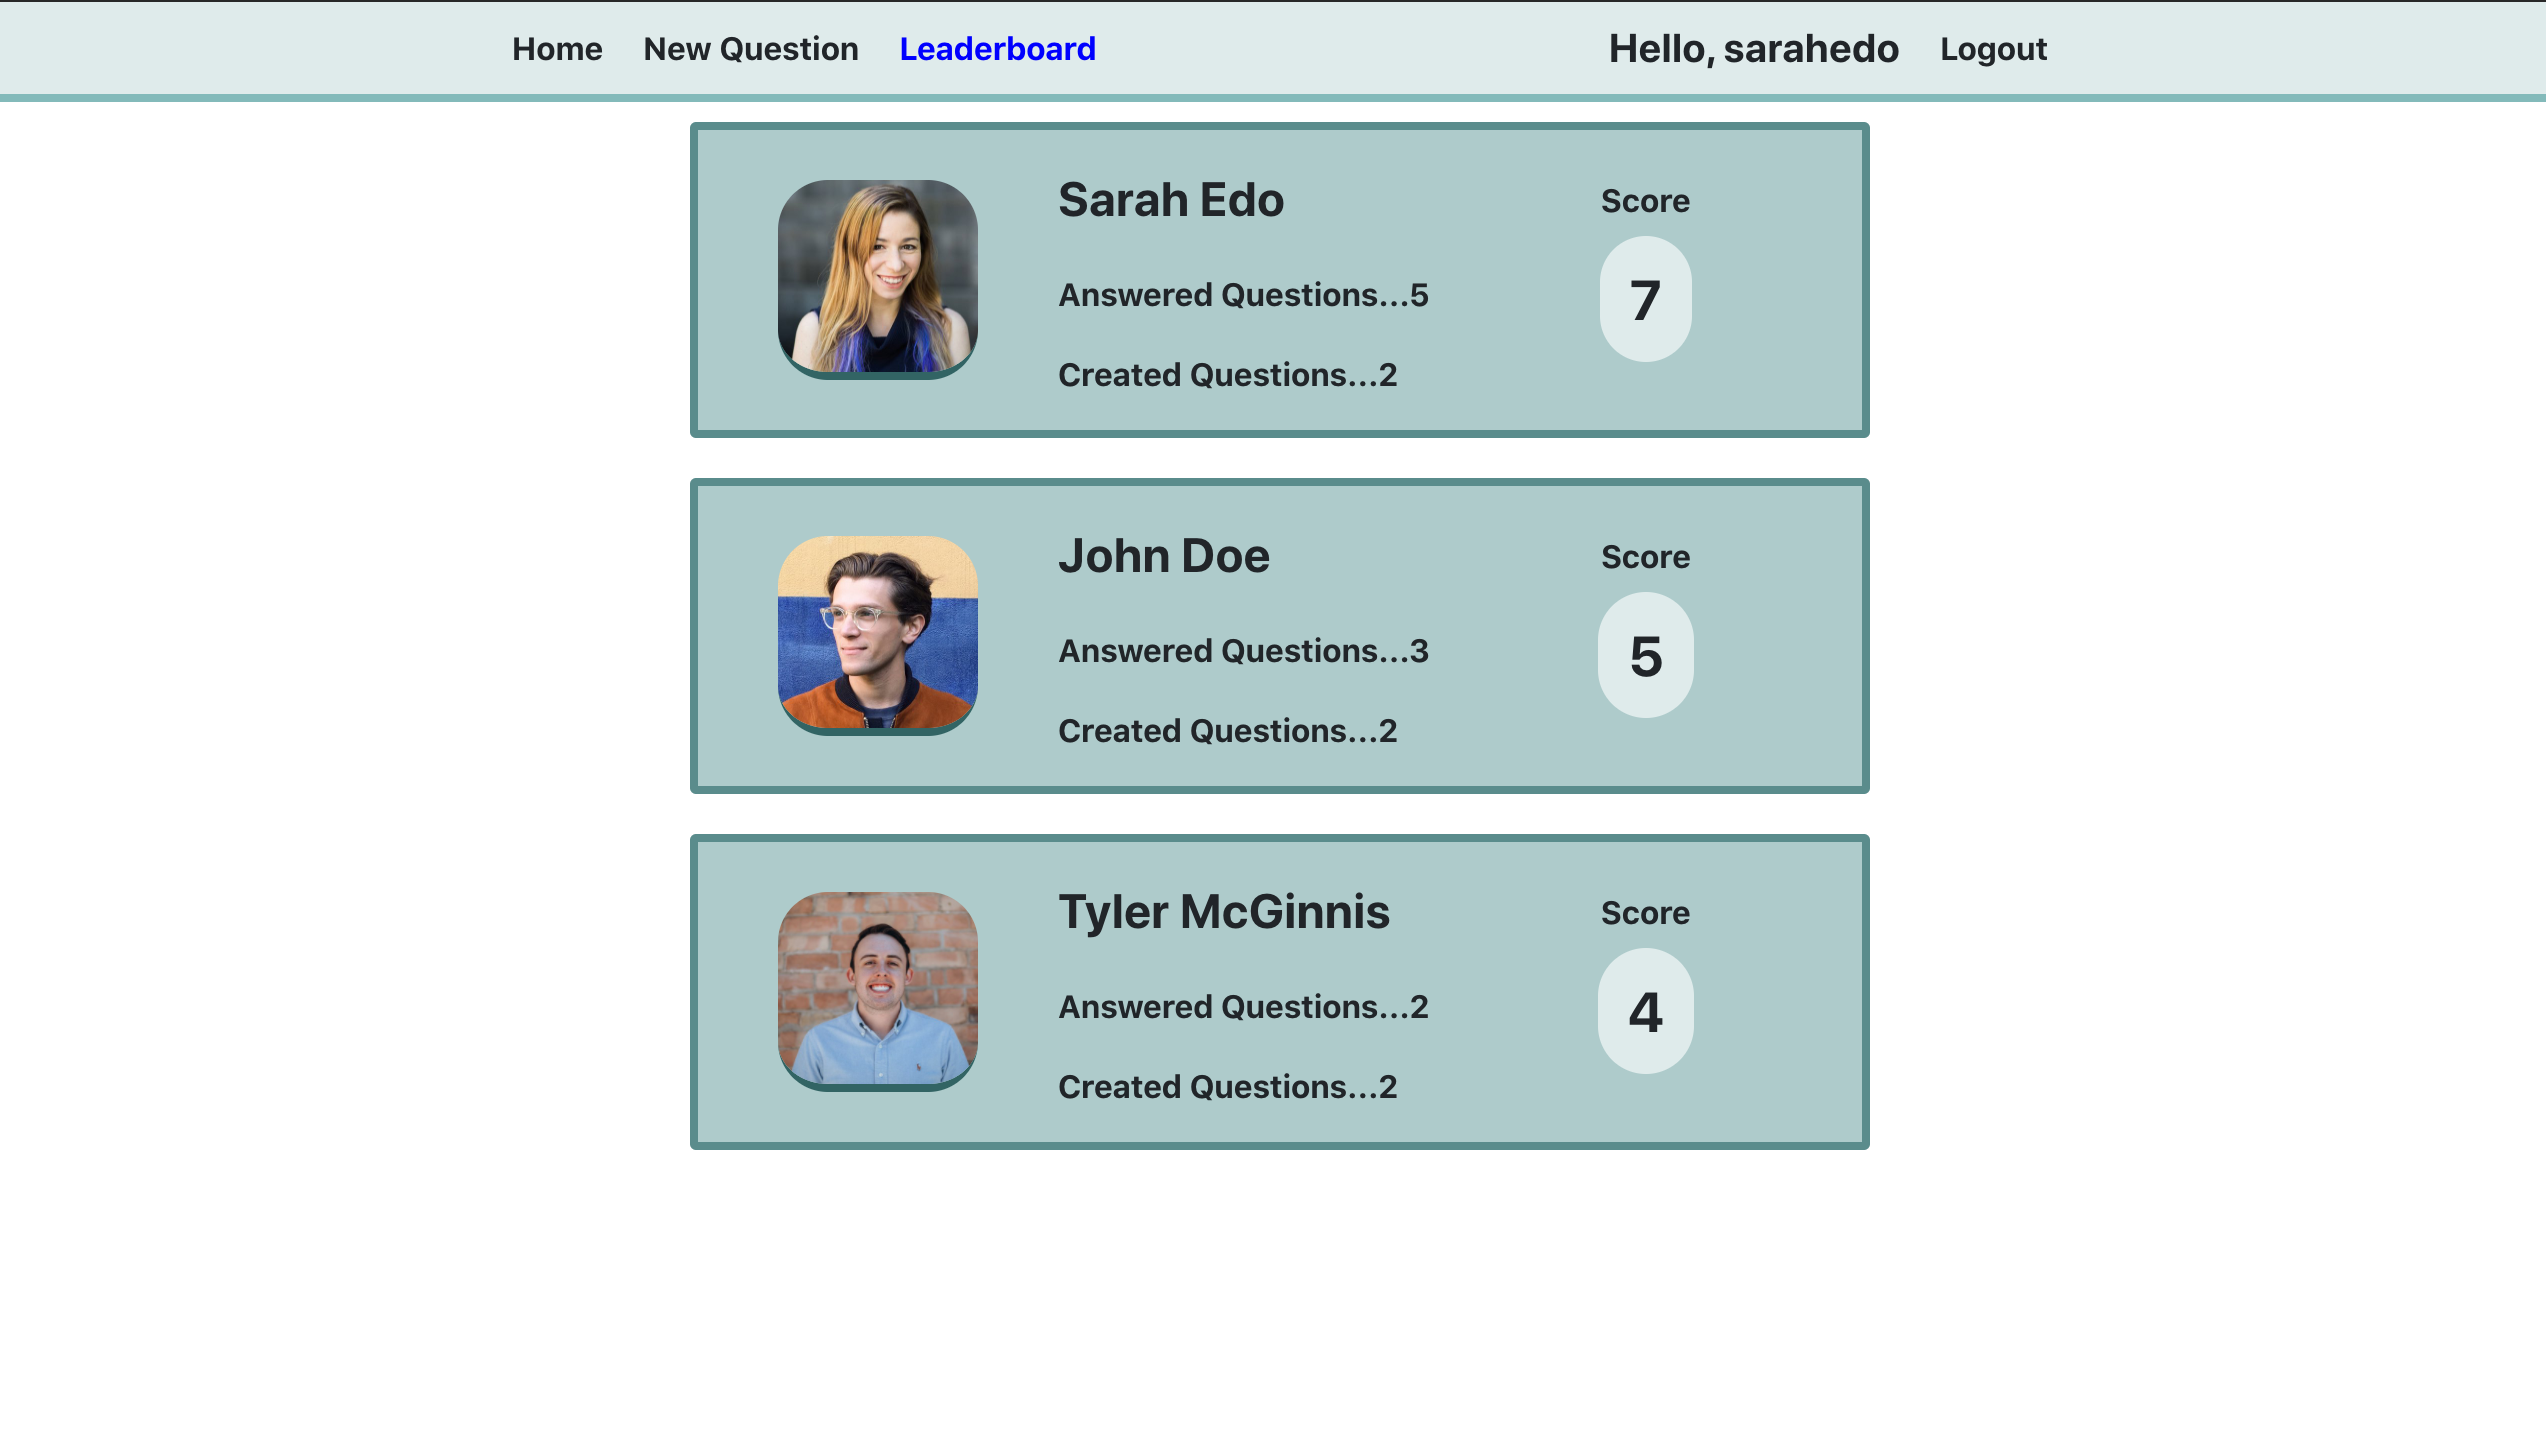 Home New Question Leaderboard Hello, sarahedo Logout
Sarah Edo
Score
Answered Questions...5
7
Created Questions...2
John Doe
Score
Answered Questions...3
5
Created Questions...2
Tyler McGinnis
Score
Answered Questions...2
4
Created Questions...2